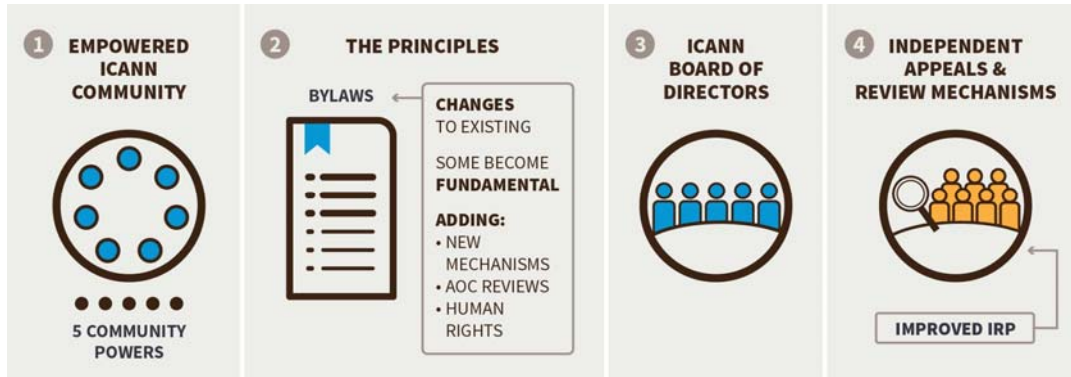 1
EMPOWERED
ICANN
COMMUNITY
5 COMMUNITY
POWERS
2
THE PRINCIPLES
BYLAWS
CHANGES
TO EXISTING
SOME BECOME
FUNDAMENTAL
ADDING:
• NEW
MECHANISMS
• AOC REVIEWS
• HUMAN
RIGHTS
3
ICANN
BOARD OF
DIRECTORS
4
INDEPENDENT
APPEALS &
REVIEW MECHANISMS
IMPROVED IRP